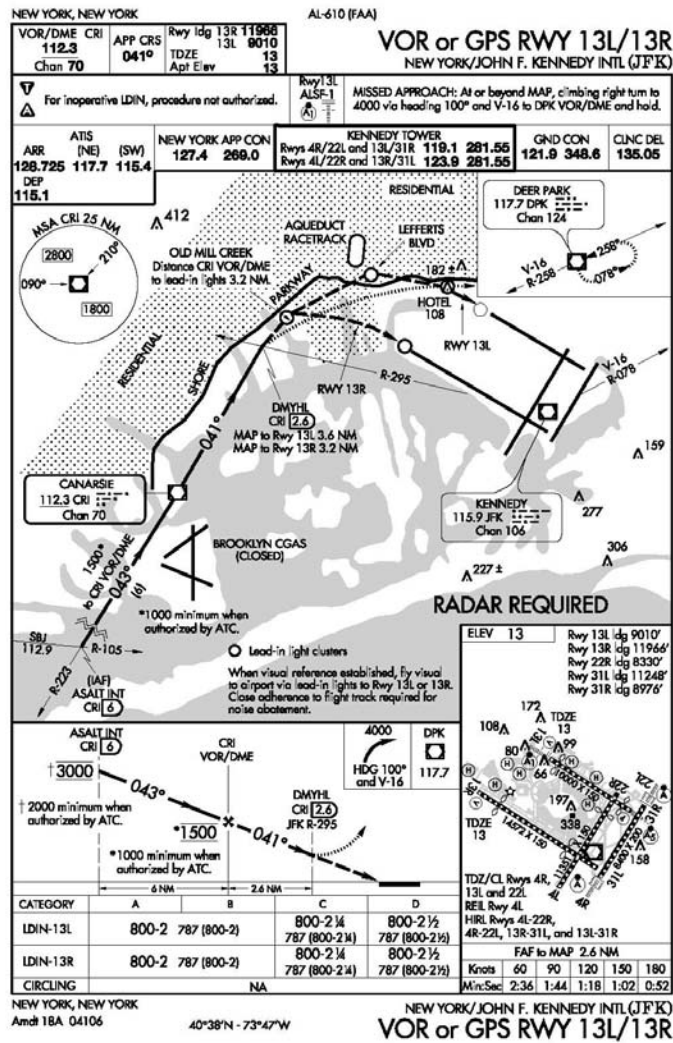 NEW YORK, NEW YORK
AL-610 (FAA)
VOR/DME CRI
112.3
Chan 70
APP CRS
041°
Rwy ldg 13R 11966
13L 9010
TDZE 13
Apt Elev 13
VOR or GPS RWY 13L/13R
NEW YORK/JOHN F. KENNEDY INTL (JFK)
T
A
For inoperative LDIN, procedure not authorized.
Rwy13L
ALSF-1
A1
MISSED APPROACH: At or beyond MAP, climbing right turn to
4000 via heading 100° and V-16 to DPK VOR/DME and hold.
ATIS
ARR (NE) (SW)
128.725 117.7 115.4
DEP
115.1
NEW YORK APP CON
127.4 269.0
KENNEDY TOWER
Rwys 4R/22L and 13L/31R 119.1 281.55
Rwys 4L/22R and 13R/31L 123.9 281.55
GND CON
121.9 348.6
CLNC DEL
135.05
MSA CRI 25 NM
2800
210°
090°
1800
412
RESIDENTIAL
AQUEDUCT
RACETRACK
LEFFERTS
BLVD
OLD MILL CREEK
Distance CRI VOR/DME
to lead-in lights 3.2 NM
DEER PARK
117.7 DPK
Chan 124
V-16
R-258
258°
078°
182 ±
HOTEL
108
RWY 13L
PARKWAY
SHORE
RESIDENTIAL
R-295
RWY 13R
V-16
R-078
041°
DMYHL
CRI 2.6
MAP to Rwy 13L 3.6 NM
MAP to Rwy 13R 3.2 NM
159
CANARSIE
112.3 CRI
Chan 70
KENNEDY
115.9 JFK
Chan 106
277
BROOKLYN CGAS
(CLOSED)
1500*
to CRI VOR/DME
043°
(6)
306
227 ±
*1000 minimum when
authorized by ATC.
RADAR REQUIRED
SBJ
112.9
R-105
R-223
(IAF)
ASALT INT
CRI 6
Lead-in light clusters
When visual reference established, fly visual
to airport via lead-in lights to Rwy 13L or 13R.
Close adherence to flight track required for
noise abatement.
ELEV 13
Rwy 13L ldg 9010'
Rwy 13R ldg 11966'
Rwy 22R ldg 8330'
Rwy 31L ldg 11248'
Rwy 31R ldg 8976'
172
TDZE
13
108
80
99
66
13L
10000 X 150
22R
22L
13R
197
338
31R
TDZE
13
14572 X 150
11351 X 150
8400 X 200
158
4L
4R
31L
TDZ/CL Rwys 4R,
13L and 22L
REIL Rwy 4L
HIRL Rwys 4L-22R,
4R-22L, 13R-31L, and 13L-31R
ASALT INT
CRI 6
CRI
VOR/DME
4000
HDG 100°
and V-16
DPK
117.7
†3000
043°
DMYHL
CRI 2.6
JFK R-295
† 2000 minimum when
authorized by ATC.
*1500
041°
*1000 minimum when
authorized by ATC.
6 NM
2.6 NM
CATEGORY A B C D
LDIN-13L 800-2 787 (800-2) 800-2¼ 787 (800-2¼) 800-2½ 787 (800-2½)
LDIN-13R 800-2 787 (800-2) 800-2¼ 787 (800-2¼) 800-2½ 787 (800-2½)
CIRCLING NA
FAF to MAP 2.6 NM
Knots 60 90 120 150 180
Min:Sec 2:36 1:44 1:18 1:02 0:52
NEW YORK, NEW YORK
Amdt 18A 04106
40°38'N - 73°47'W
NEW YORK/JOHN F. KENNEDY INTL (JFK)
VOR or GPS RWY 13L/13R